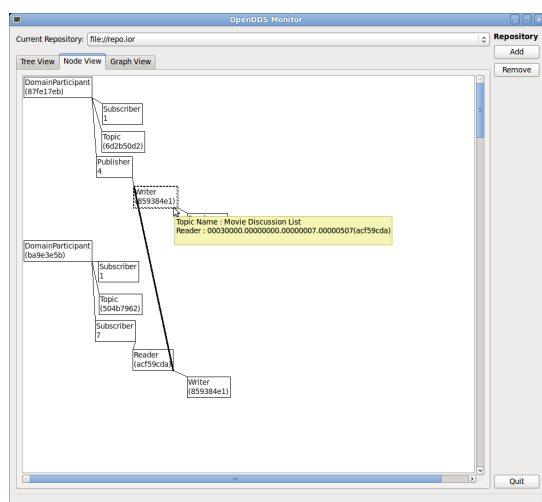 OpenDDS Monitor
Current Repository: file://repo.ior
Repository
Add
Remove
Tree View Node View Graph View
DomainParticipant
(87fe17eb)
Subscriber
1
Topic
(6d2b50d2)
Publisher
4
Writer
(859384e1)
Topic Name : Movie Discussion List
Reader : 00030000.00000000.00000007.00000507(acf59cda)
DomainParticipant
(ba9e3e5b)
Subscriber
1
Topic
(504b7962)
Subscriber
7
Reader
(acf59cda)
Writer
(859384e1)
Quit